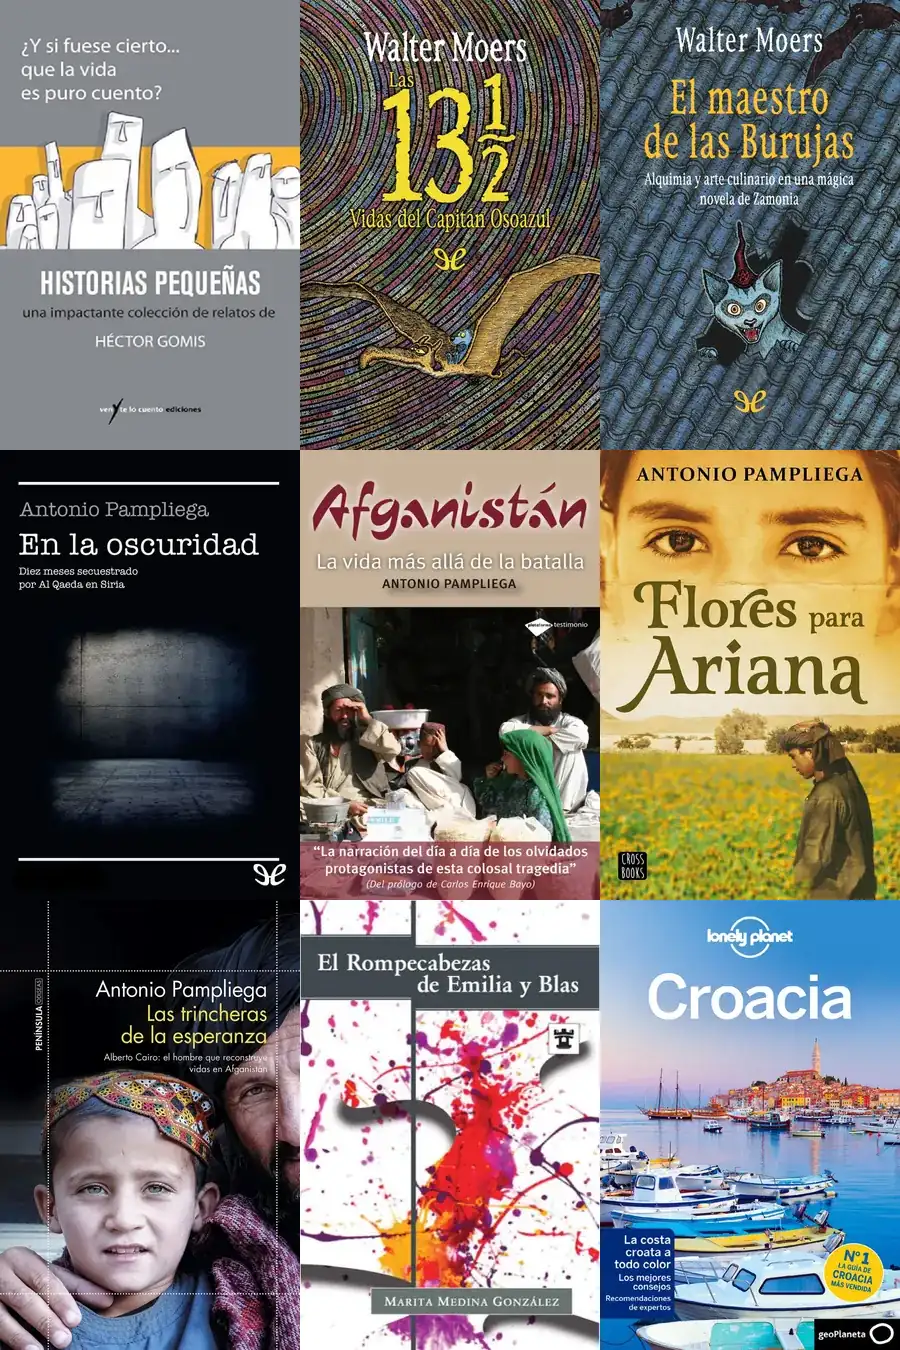 ¿Y si fuese cierto...
que la vida
es puro cuento?
HISTORIAS PEQUEÑAS
una impactante colección de relatos de
HÉCTOR GOMIS
ven y te lo cuento ediciones
Walter Moers
Las
13 1/2
Vidas del Capitán Osoazul
Walter Moers
El maestro
de las Burujas
Alquimia y arte culinario en una mágica
novela de Zamonia
Antonio Pampliega
En la oscuridad
Diez meses secuestrado
por Al Qaeda en Siria
Afganistán
La vida más allá de la batalla
ANTONIO PAMPLIEGA
plataforma testimonio
“La narración del día a día de los olvidados
protagonistas de esta colosal tragedia”
(Del prólogo de Carlos Enrique Bayo)
ANTONIO PAMPLIEGA
Flores para
Ariana
CROSS
BOOKS
PENÍNSULA ODISEAS
Antonio Pampliega
Las trincheras
de la esperanza
Alberto Cairo: el hombre que reconstruye
vidas en Afganistán
El Rompecabezas
de Emilia y Blas
MARITA MEDINA GONZÁLEZ
lonely planet
Croacia
La costa
croata a
todo color
Los mejores
consejos
Recomendaciones
de expertos
Nº 1
LA GUÍA DE
CROACIA
MÁS VENDIDA
geoPlaneta